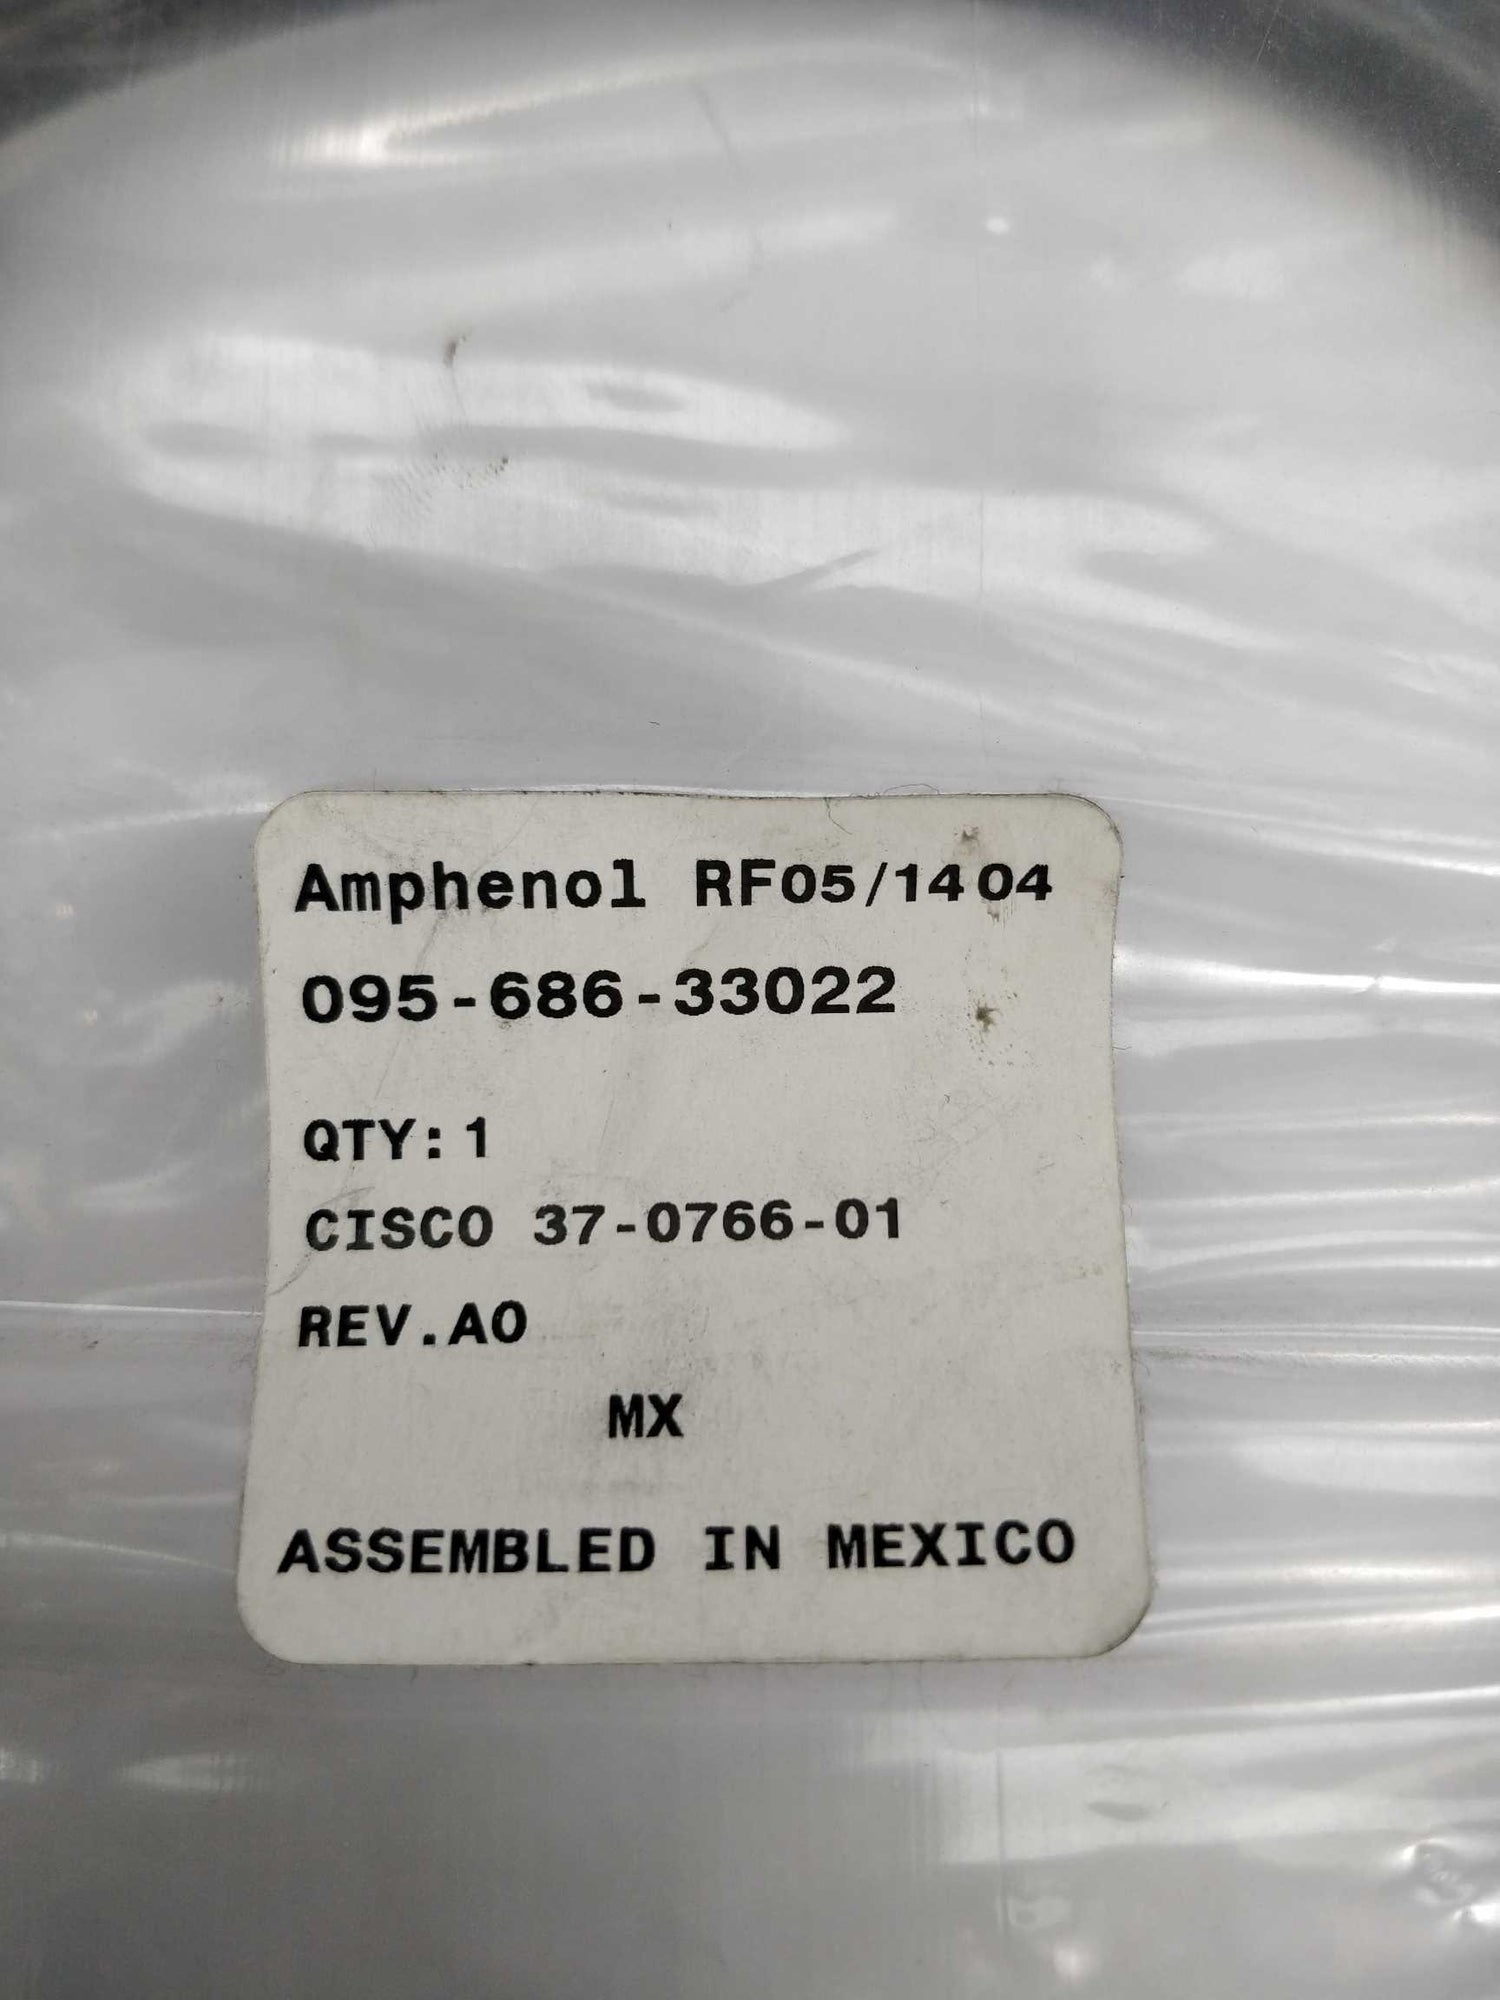 Amphenol RF05/1404
095-686-33022
QTY:1
CISCO 37-0766-01
REV.A0
MX
ASSEMBLED IN MEXICO